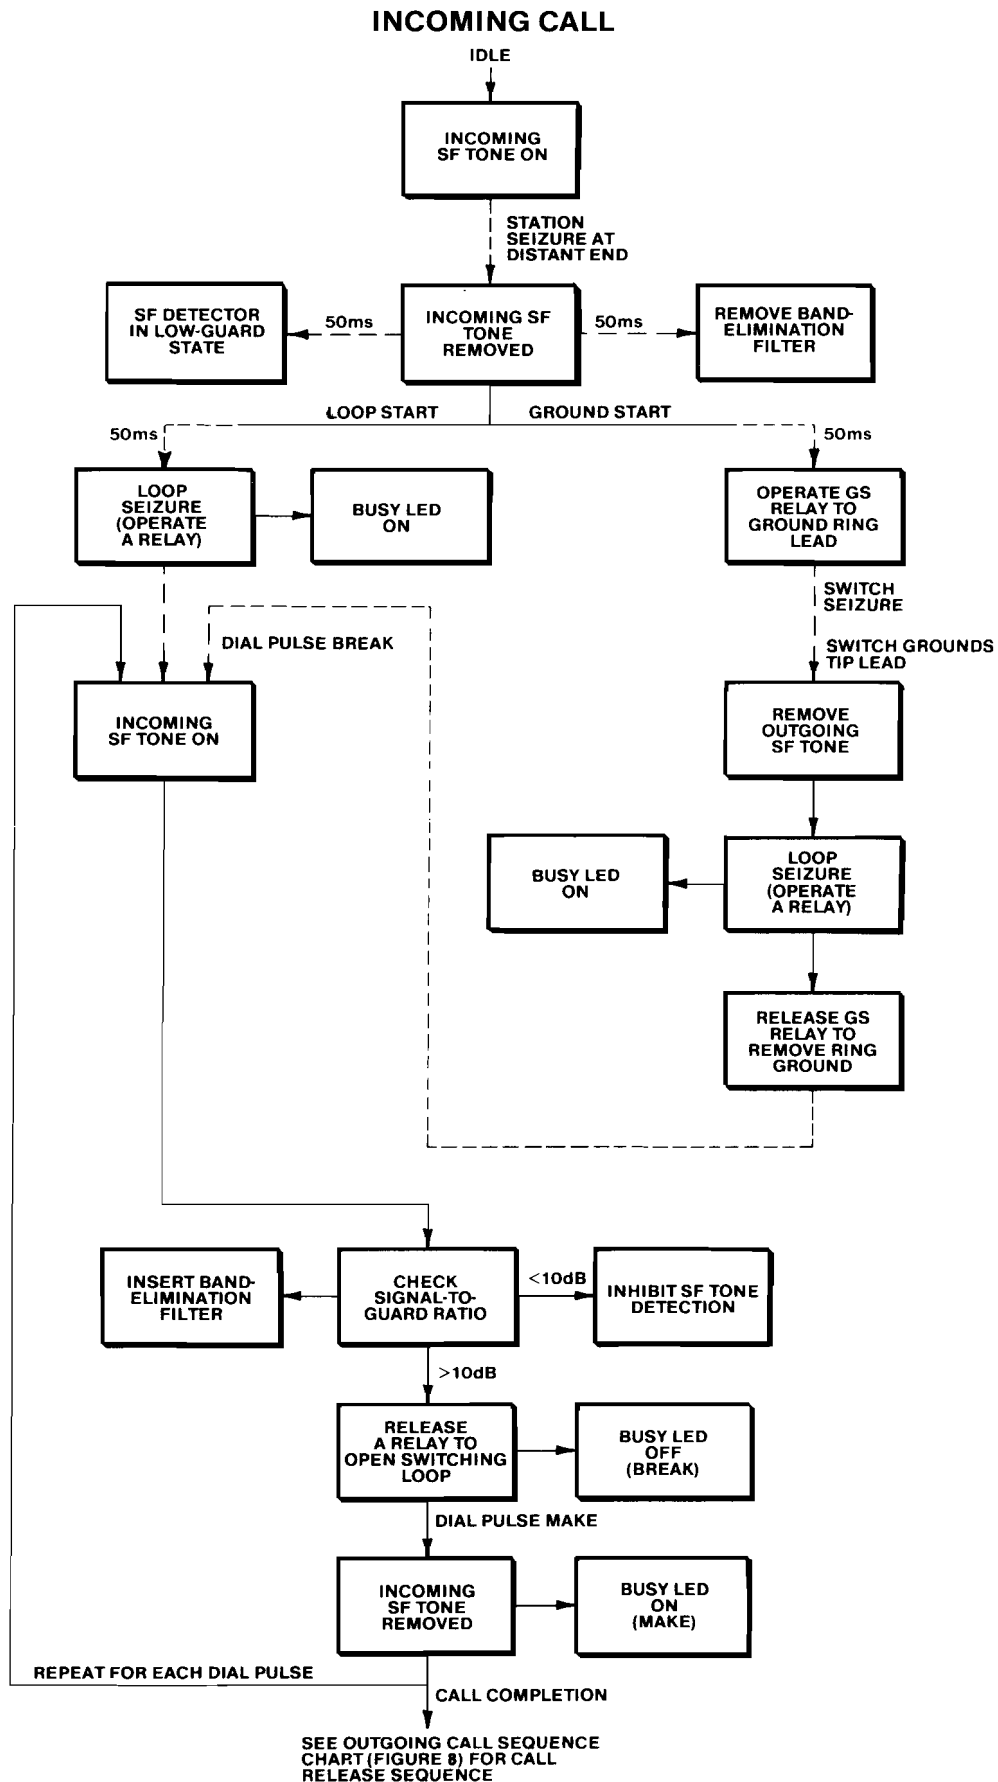 INCOMING CALL
IDLE
INCOMING
SF TONE ON
STATION
SEIZURE AT
DISTANT END
SF DETECTOR
IN LOW-GUARD
STATE
50ms
INCOMING SF
TONE
REMOVED
50ms
REMOVE BAND-
ELIMINATION
FILTER
LOOP START
GROUND START
50ms
50ms
LOOP
SEIZURE
(OPERATE
A RELAY)
BUSY LED
ON
OPERATE GS
RELAY TO
GROUND RING
LEAD
SWITCH
SEIZURE
DIAL PULSE BREAK
SWITCH GROUNDS
TIP LEAD
INCOMING
SF TONE ON
REMOVE
OUTGOING
SF TONE
BUSY LED
ON
LOOP
SEIZURE
(OPERATE
A RELAY)
RELEASE GS
RELAY TO
REMOVE RING
GROUND
INSERT BAND-
ELIMINATION
FILTER
CHECK
SIGNAL-TO-
GUARD RATIO
<10dB
INHIBIT SF TONE
DETECTION
>10dB
RELEASE
A RELAY TO
OPEN SWITCHING
LOOP
BUSY LED
OFF
(BREAK)
DIAL PULSE MAKE
INCOMING
SF TONE
REMOVED
BUSY LED
ON
(MAKE)
REPEAT FOR EACH DIAL PULSE
CALL COMPLETION
SEE OUTGOING CALL SEQUENCE
CHART (FIGURE 8) FOR CALL
RELEASE SEQUENCE